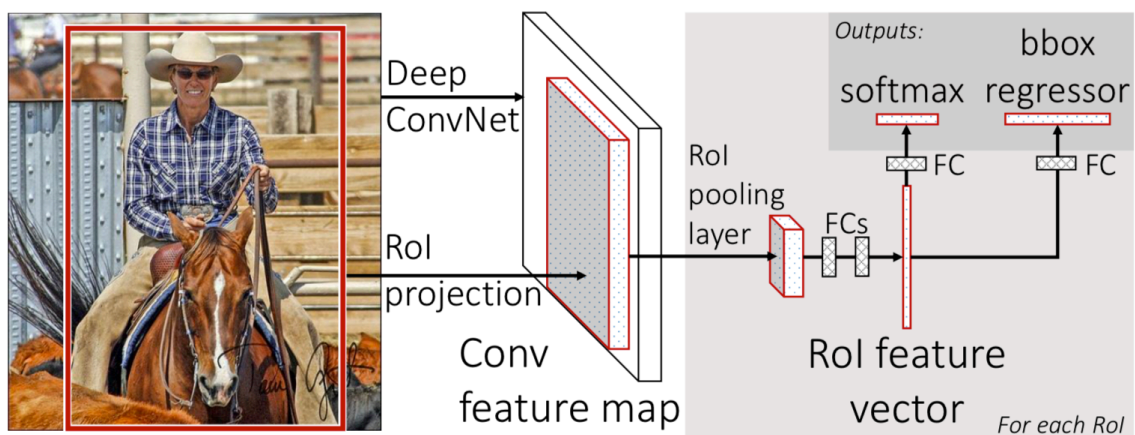 Deep
ConvNet
RoI
projection
Conv
feature map
RoI
pooling
layer
FCs
Outputs:
softmax
bbox
regressor
FC
FC
RoI feature
vector
For each RoI